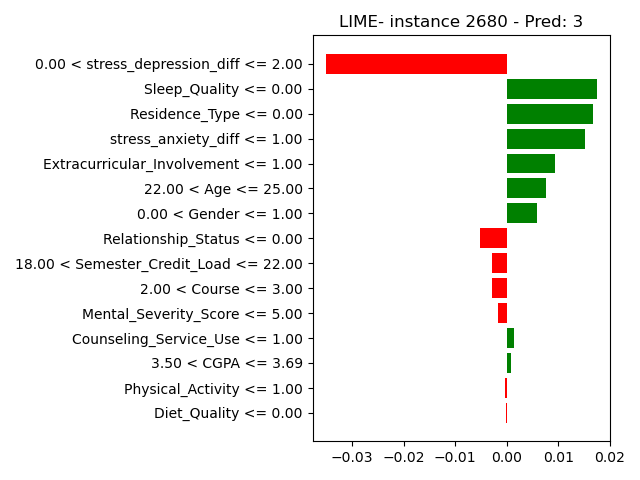 LIME- instance 2680 - Pred: 3
0.00 < stress_depression_diff <= 2.00
Sleep_Quality <= 0.00
Residence_Type <= 0.00
stress_anxiety_diff <= 1.00
Extracurricular_Involvement <= 1.00
22.00 < Age <= 25.00
0.00 < Gender <= 1.00
Relationship_Status <= 0.00
18.00 < Semester_Credit_Load <= 22.00
2.00 < Course <= 3.00
Mental_Severity_Score <= 5.00
Counseling_Service_Use <= 1.00
3.50 < CGPA <= 3.69
Physical_Activity <= 1.00
Diet_Quality <= 0.00
−0.03 −0.02 −0.01 0.00 0.01 0.02